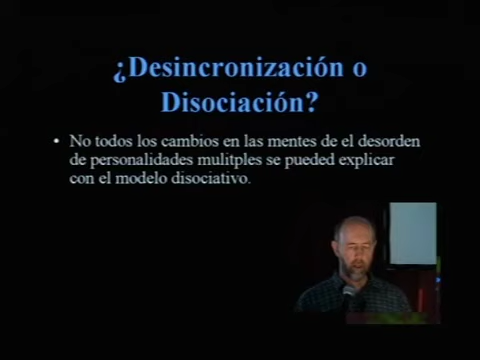 ¿Desincronización o
Disociación?
• No todos los cambios en las mentes de el desorden
de personalidades mulitples se pueded explicar
con el modelo disociativo.